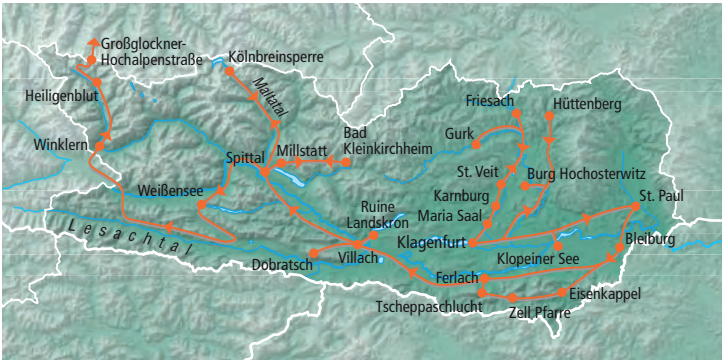 Großglockner-
Hochalpenstraße
Kölnbreinsperre
Heiligenblut
Maltatal
Friesach
Hüttenberg
Winklern
Gurk
Spittal
Millstatt
Bad
Kleinkirchheim
Weißensee
St. Veit
Burg Hochosterwitz
Karnburg
St. Paul
Ruine
Landskron
Maria Saal
Lesachtal
Klagenfurt
Bleiburg
Villach
Klopeiner See
Dobratsch
Ferlach
Tscheppaschlucht
Eisenkappel
Zell Pfarre